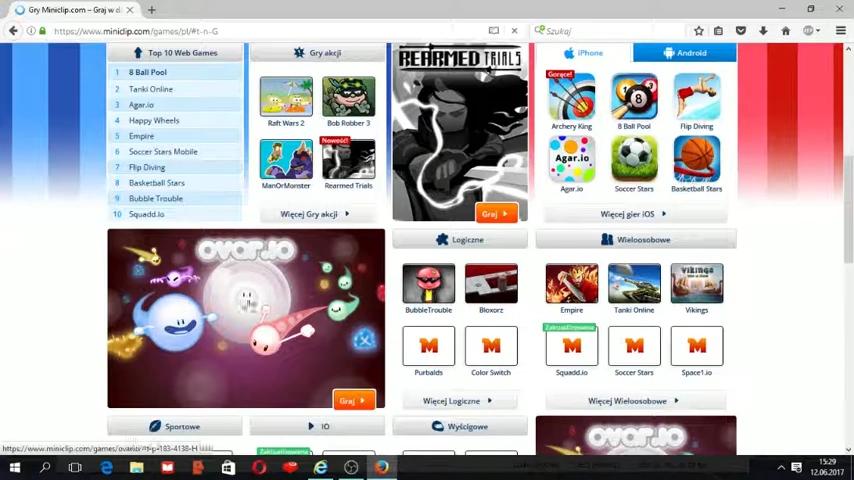 Gry Miniclip.com – Graj w d
https://www.miniclip.com/games/pl/#t-n-G
Szukaj
Top 10 Web Games
1 8 Ball Pool
2 Tanki Online
3 Agar.io
4 Happy Wheels
5 Empire
6 Soccer Stars Mobile
7 Flip Diving
8 Basketball Stars
9 Bubble Trouble
10 Squadd.io
Gry akcji
Raft Wars 2
Bob Robber 3
Nowość!
ManOrMonster
Rearmed Trials
Więcej Gry akcji
REARMED TRIALS
Graj
iPhone
Android
Gorące!
Archery King
8 Ball Pool
Flip Diving
Agar.io
Agar.io
Soccer Stars
Basketball Stars
Więcej gier iOS
ovar.io
Graj
Logiczne
BubbleTrouble
Bloxorz
Purbalds
Color Switch
Więcej Logiczne
Wieloosobowe
VIKINGS
Empire
Tanki Online
Vikings
Zaktualizowano
Squadd.io
Soccer Stars
Space1.io
Więcej Wieloosobowe
Sportowe
IO
Wyścigowe
Zaktualizowano
ovar.io
15:29
12.06.2017